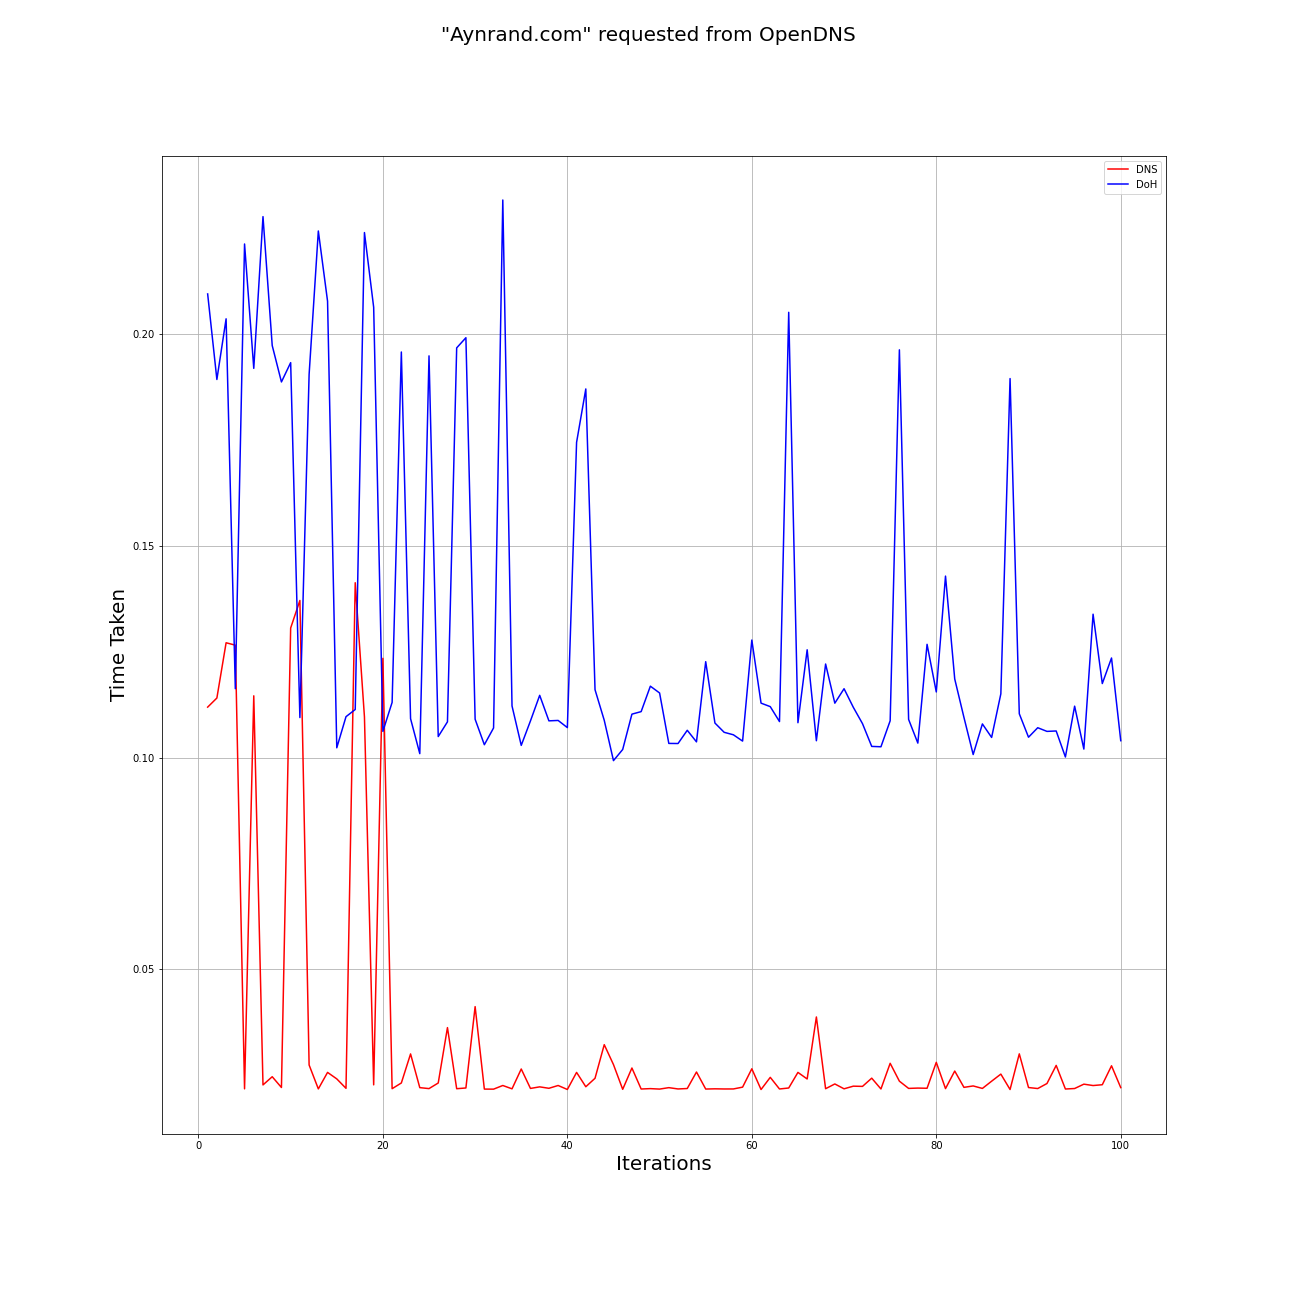 "Aynrand.com" requested from OpenDNS
DNS
DoH
0.20
0.15
0.10
0.05
Time Taken
0 20 40 60 80 100
Iterations